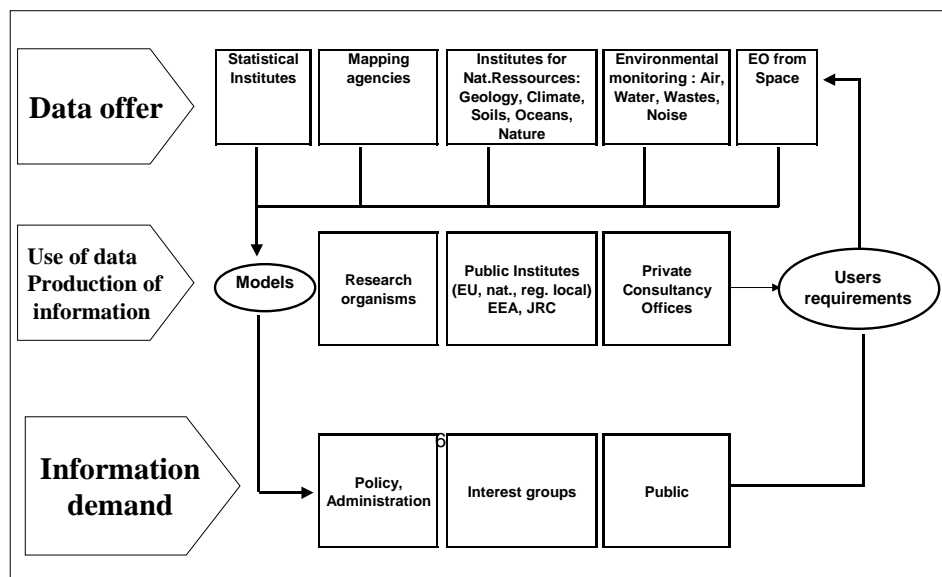 Data offer
Statistical
Institutes
Mapping
agencies
Institutes for
Nat.Ressources:
Geology, Climate,
Soils, Oceans,
Nature
Environmental
monitoring : Air,
Water, Wastes,
Noise
EO from
Space
Use of data
Production of
information
Models
Research
organisms
Public Institutes
(EU, nat., reg. local)
EEA, JRC
Private
Consultancy
Offices
Users
requirements
Information
demand
6
Policy,
Administration
Interest groups
Public